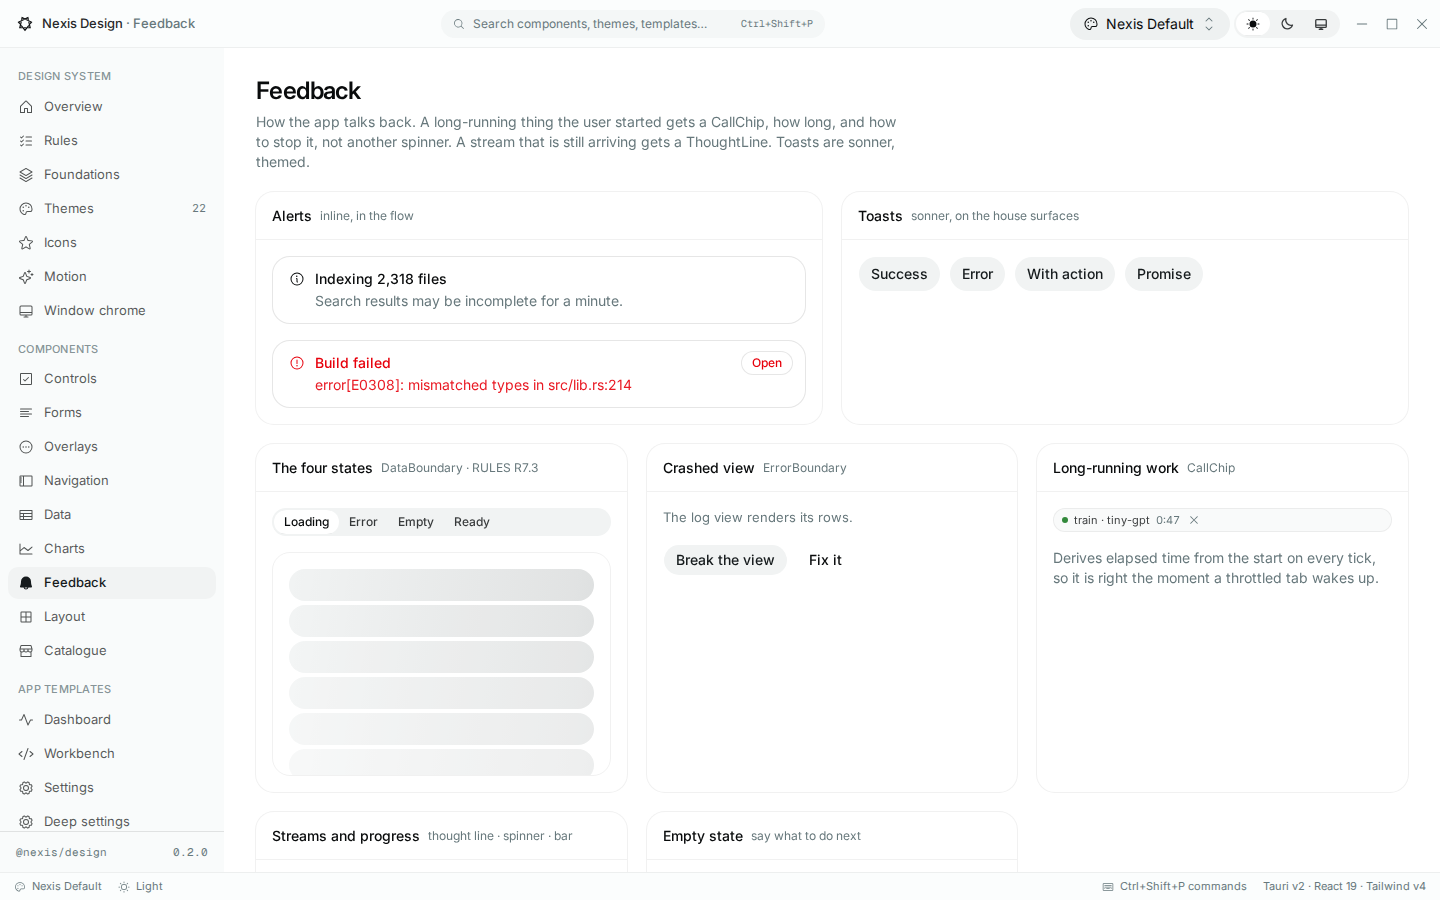 Nexis Design · Feedback
Search components, themes, templates... Ctrl+Shift+P
Nexis Default
DESIGN SYSTEM
Overview
Rules
Foundations
Themes 22
Icons
Motion
Window chrome
COMPONENTS
Controls
Forms
Overlays
Navigation
Data
Charts
Feedback
Layout
Catalogue
APP TEMPLATES
Dashboard
Workbench
Settings
Deep settings
@nexis/design 0.2.0
Feedback
How the app talks back. A long-running thing the user started gets a CallChip, how long, and how
to stop it, not another spinner. A stream that is still arriving gets a ThoughtLine. Toasts are sonner,
themed.
Alerts inline, in the flow
Indexing 2,318 files
Search results may be incomplete for a minute.
Build failed
Open
error[E0308]: mismatched types in src/lib.rs:214
Toasts sonner, on the house surfaces
Success Error With action Promise
The four states DataBoundary · RULES R7.3
Loading Error Empty Ready
Crashed view ErrorBoundary
The log view renders its rows.
Break the view Fix it
Long-running work CallChip
train · tiny-gpt 0:47
Derives elapsed time from the start on every tick,
so it is right the moment a throttled tab wakes up.
Streams and progress thought line · spinner · bar
Empty state say what to do next
Nexis Default Light
Ctrl+Shift+P commands Tauri v2 · React 19 · Tailwind v4